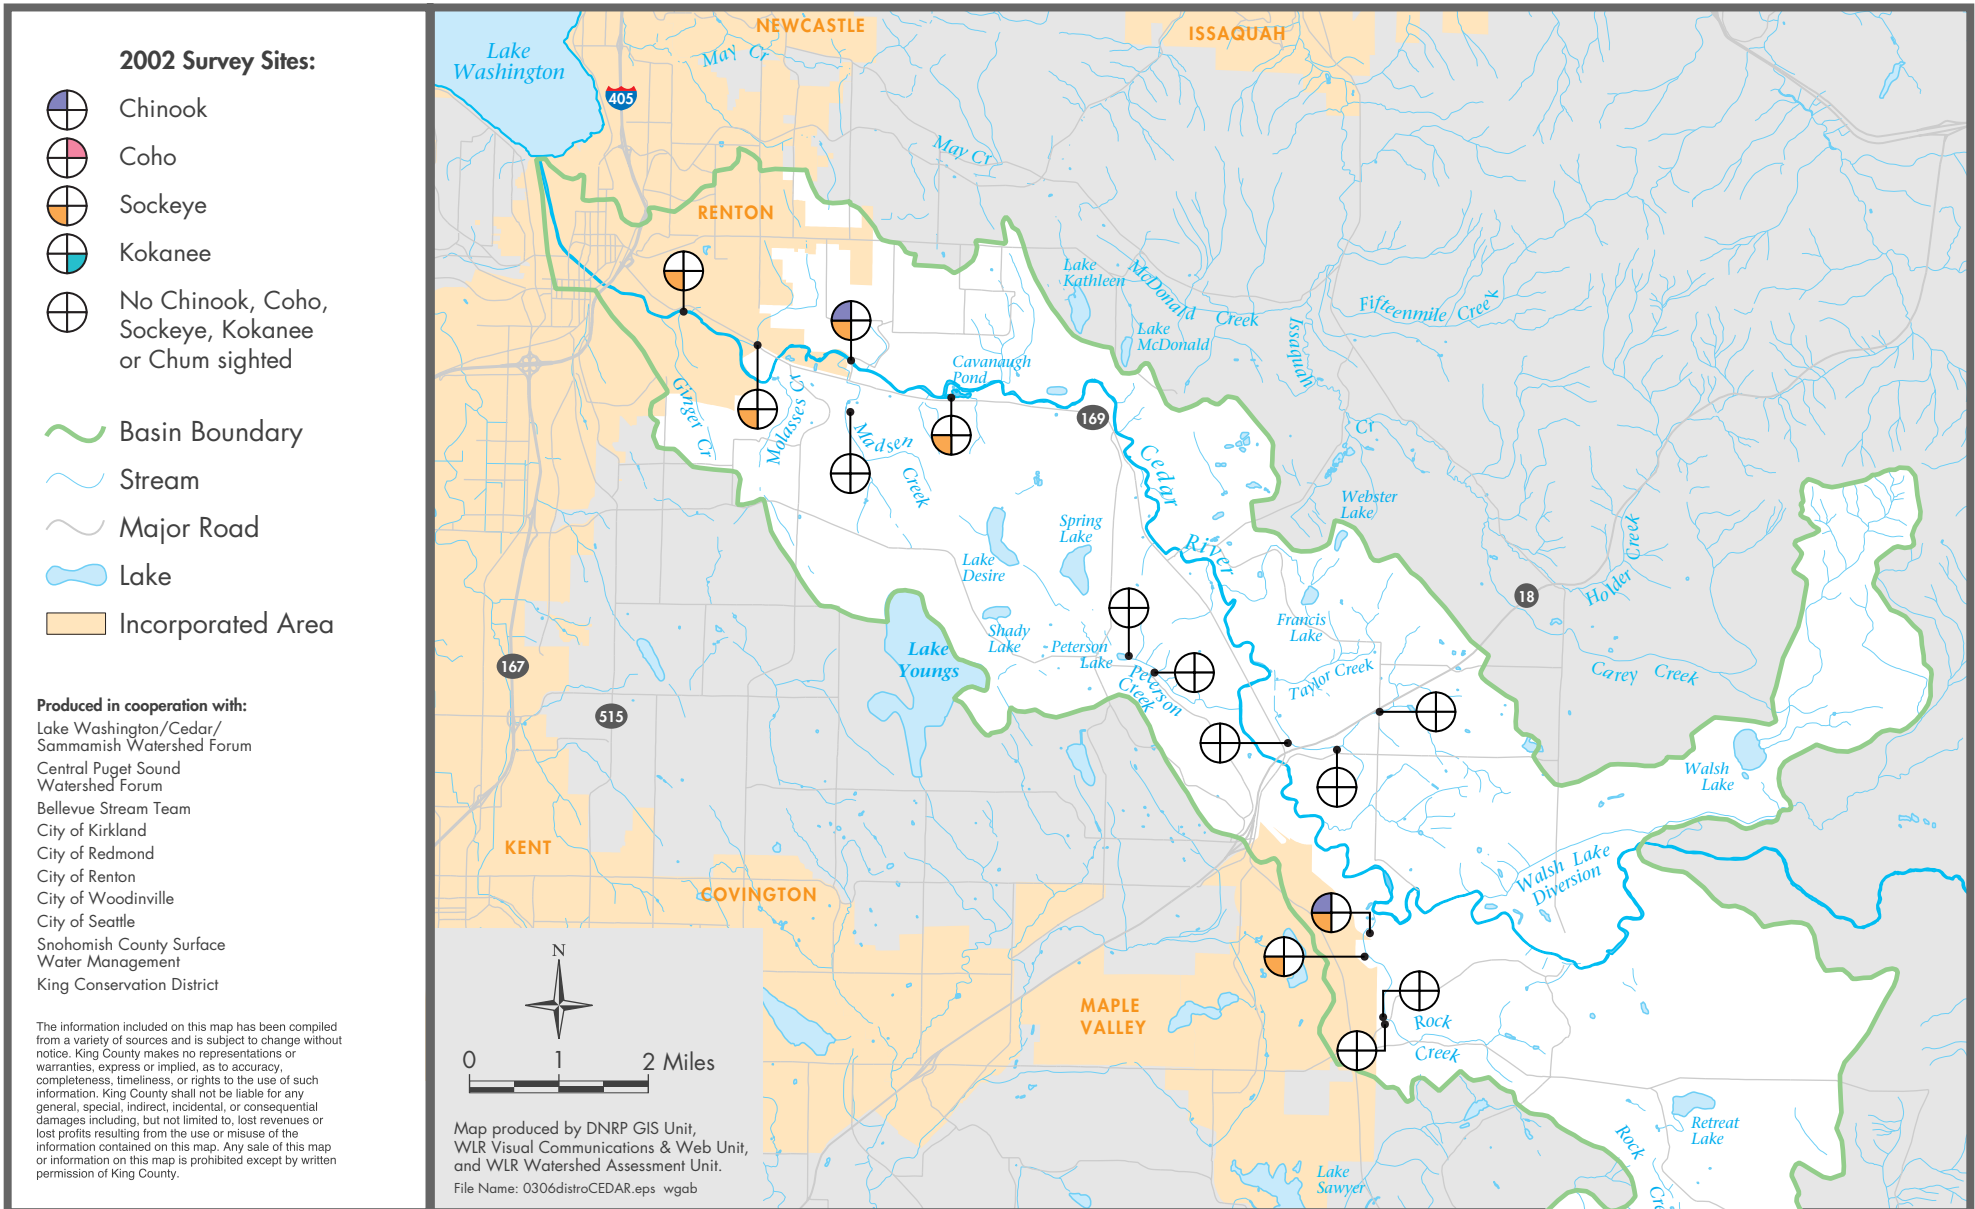 2002 Survey Sites:
Chinook
Coho
Sockeye
Kokanee
No Chinook, Coho,
Sockeye, Kokanee
or Chum sighted
Basin Boundary
Stream
Major Road
Lake
Incorporated Area
Produced in cooperation with:
Lake Washington/Cedar/
Sammamish Watershed Forum
Central Puget Sound
Watershed Forum
Bellevue Stream Team
City of Kirkland
City of Redmond
City of Renton
City of Woodinville
City of Seattle
Snohomish County Surface
Water Management
King Conservation District
The information included on this map has been compiled
from a variety of sources and is subject to change without
notice. King County makes no representations or
warranties, express or implied, as to accuracy,
completeness, timeliness, or rights to the use of such
information. King County shall not be liable for any
general, special, indirect, incidental, or consequential
damages including, but not limited to, lost revenues or
lost profits resulting from the use or misuse of the
information contained on this map. Any sale of this map
or information on this map is prohibited except by written
permission of King County.
Lake
Washington
NEWCASTLE
May Cr
ISSAQUAH
405
May Cr
RENTON
Lake
Kathleen
McDonald Creek
Lake
McDonald
Issaquah
Cr
Fifteenmile Creek
Cavanaugh
Pond
Ginger Cr
Molasses Cr
Madsen
Creek
169
Cedar
River
Webster
Lake
Spring
Lake
Lake
Desire
18
Holder Creek
Francis
Lake
Shady
Lake
Peterson
Lake
Peterson
Creek
Taylor Creek
Carey Creek
Lake
Youngs
167
515
Walsh
Lake
KENT
COVINGTON
Walsh Lake
Diversion
MAPLE
VALLEY
Rock
Creek
Retreat
Lake
Rock
Cre
Lake
Sawyer
N
0 1 2 Miles
Map produced by DNRP GIS Unit,
WLR Visual Communications & Web Unit,
and WLR Watershed Assessment Unit.
File Name: 0306distroCEDAR.eps wgab